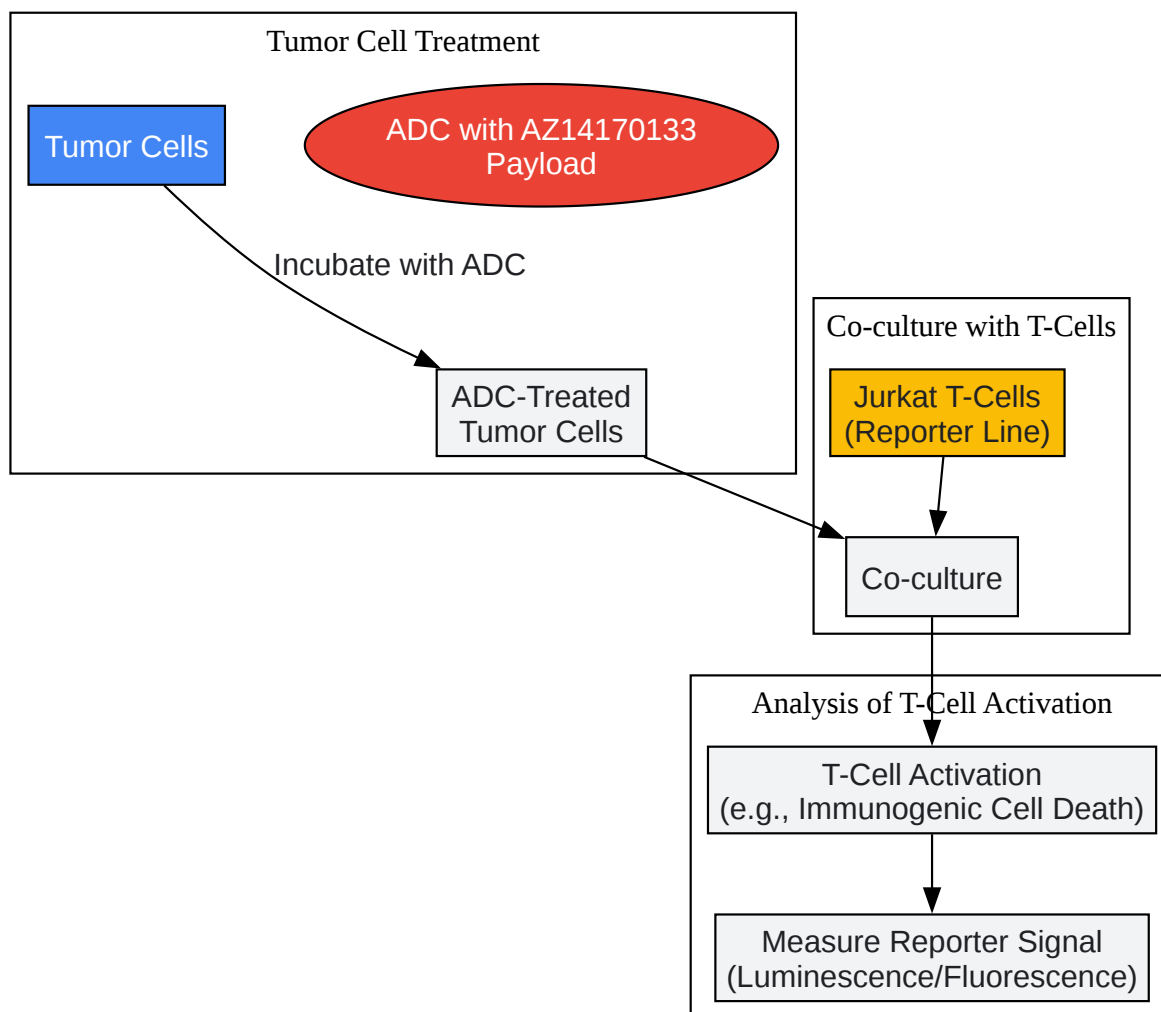 Tumor Cell Treatment
Tumor Cells
ADC with AZ14170133
Payload
Incubate with ADC
ADC-Treated
Tumor Cells
Co-culture with T-Cells
Jurkat T-Cells
(Reporter Line)
Co-culture
Analysis of T-Cell Activation
T-Cell Activation
(e.g., Immunogenic Cell Death)
Measure Reporter Signal
(Luminescence/Fluorescence)